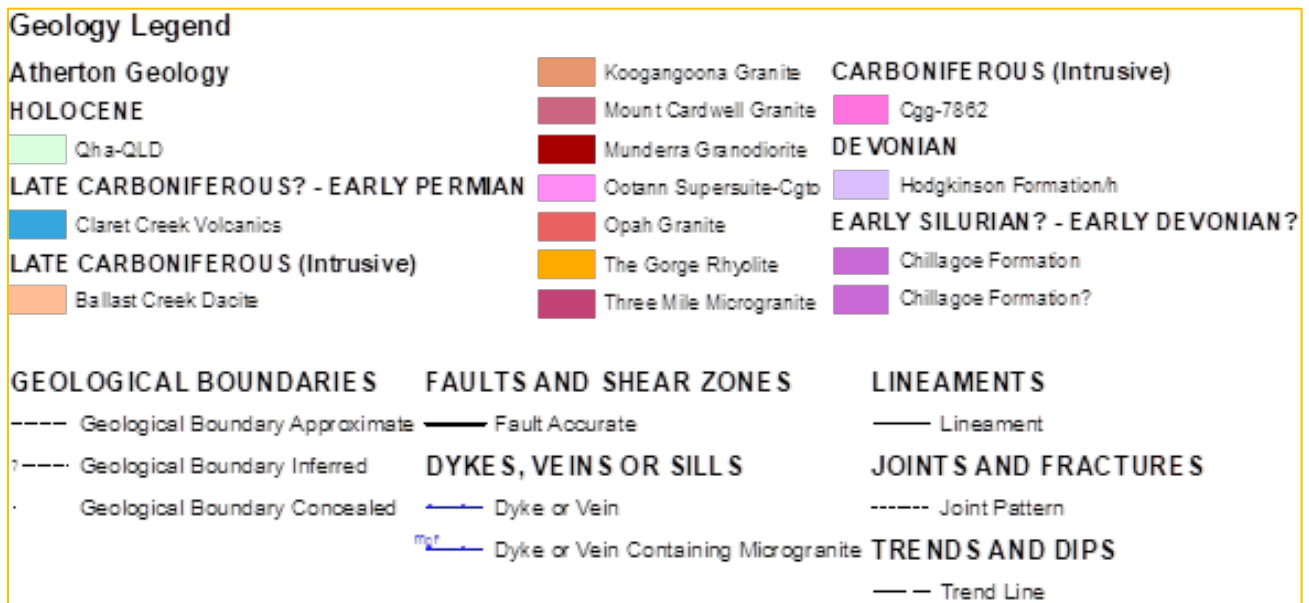 Geology Legend
Atherton Geology
HOLOCENE
Qha-QLD
LATE CARBONIFEROUS? - EARLY PERMIAN
Claret Creek Volcanics
LATE CARBONIFEROUS (Intrusive)
Ballast Creek Dacite
Koogangoona Granite
Mount Cardwell Granite
Munderra Granodiorite
Ootann Supersuite-Cgto
Opah Granite
The Gorge Rhyolite
Three Mile Microgranite
CARBONIFEROUS (Intrusive)
Cgg-7862
DEVONIAN
Hodgkinson Formation/h
EARLY SILURIAN? - EARLY DEVONIAN?
Chillagoe Formation
Chillagoe Formation?
GEOLOGICAL BOUNDARIES
Geological Boundary Approximate
? Geological Boundary Inferred
Geological Boundary Concealed
FAULTS AND SHEAR ZONES
Fault Accurate
DYKES, VEINS OR SILLS
Dyke or Vein
mgr Dyke or Vein Containing Microgranite
LINEAMENTS
Lineament
JOINTS AND FRACTURES
Joint Pattern
TRENDS AND DIPS
Trend Line